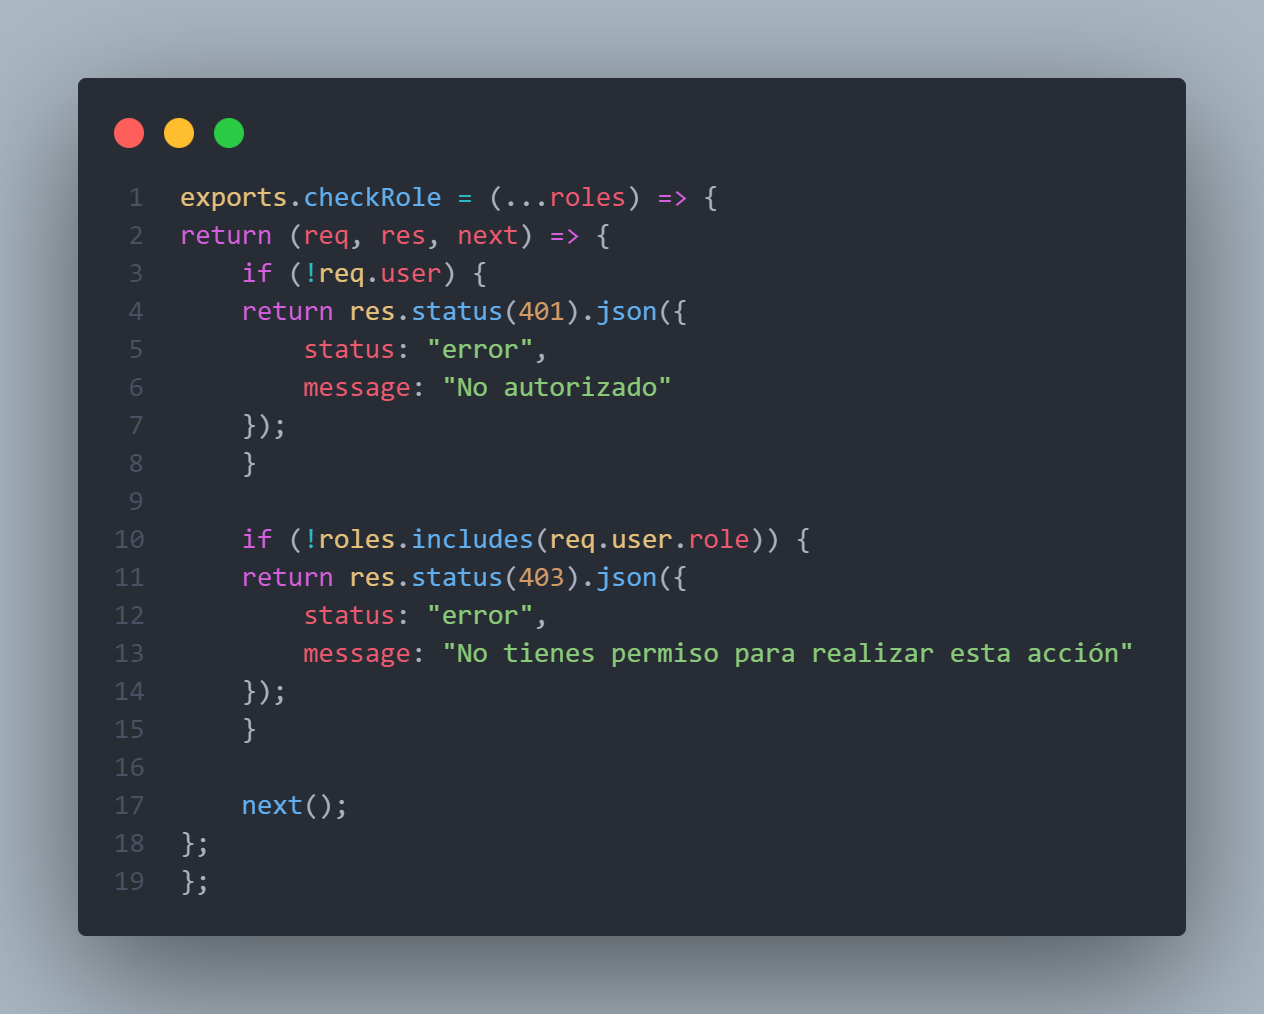 1 exports.checkRole = (...roles) => {
2 return (req, res, next) => {
3     if (!req.user) {
4     return res.status(401).json({
5         status: "error",
6         message: "No autorizado"
7     });
8     }
9
10     if (!roles.includes(req.user.role)) {
11     return res.status(403).json({
12         status: "error",
13         message: "No tienes permiso para realizar esta acción"
14     });
15     }
16
17     next();
18 };
19 };